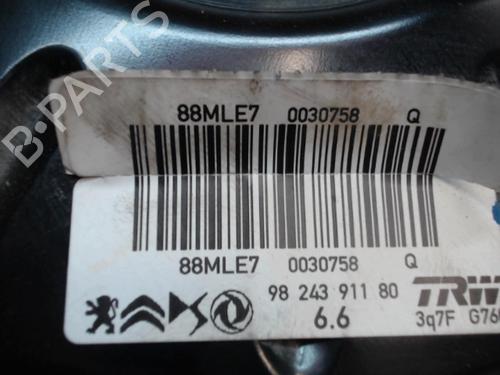 B-PARTS
88MLE7 0030758 Q
88MLE7 0030758 Q
98 243 911 80 TRW
6.6 3q7F